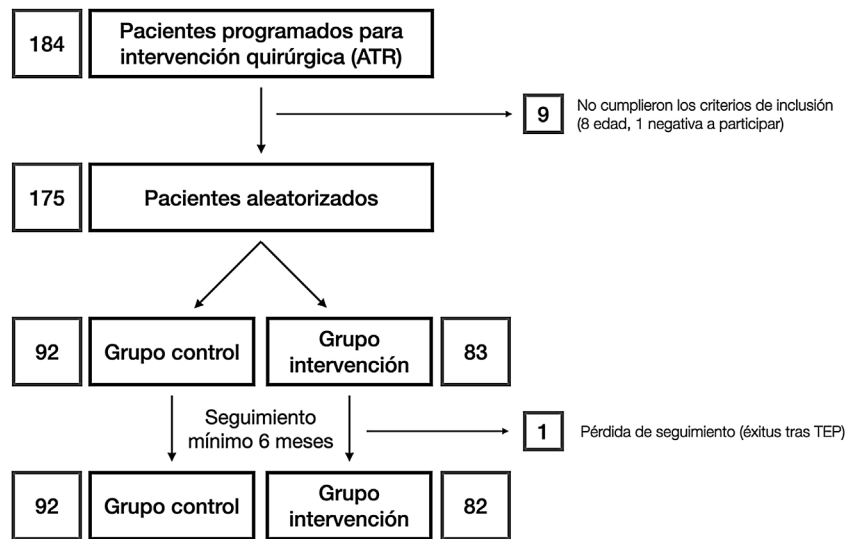 184
Pacientes programados para
intervención quirúrgica (ATR)
9
No cumplieron los criterios de inclusión
(8 edad, 1 negativa a participar)
175
Pacientes aleatorizados
92
Grupo control
Grupo
intervención
83
Seguimiento
mínimo 6 meses
1
Pérdida de seguimiento (éxitus tras TEP)
92
Grupo control
Grupo
intervención
82